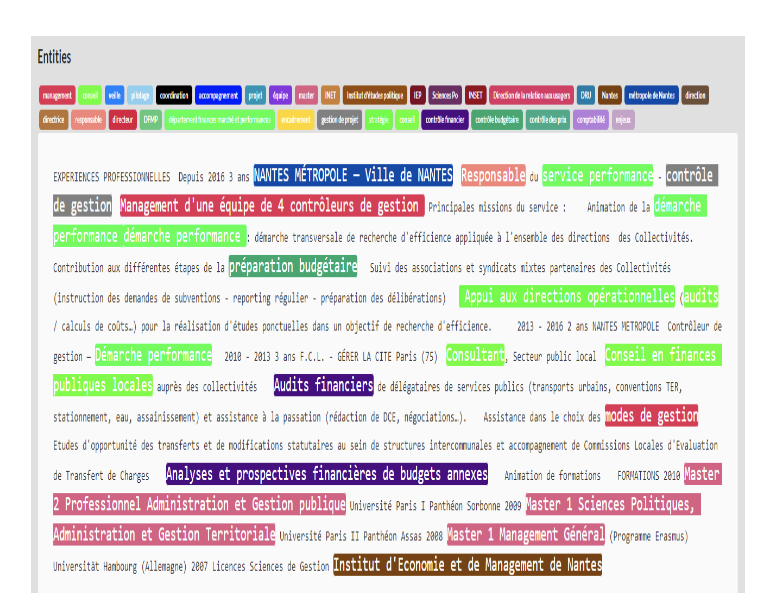 Entities
management conseil veille pilotage coordination accompagnement projet équipe master INET Institut d'études politique IEP Sciences Po INSET Direction de la relation aux usagers DRU Nantes métropole de Nantes direction
directrice responsable directeur DFMP département finances marché et performances encadrement gestion de projet stratégie conseil contrôle financier contrôle budgétaire contrôle des prix comptabilité enjeux
EXPERIENCES PROFESSIONNELLES Depuis 2016 3 ans NANTES MÉTROPOLE – Ville de NANTES Responsable du service performance - contrôle
de gestion Management d'une équipe de 4 contrôleurs de gestion Principales missions du service : Animation de la démarche
performance démarche performance : démarche transversale de recherche d'efficience appliquée à l'ensemble des directions des Collectivités.
Contribution aux différentes étapes de la préparation budgétaire Suivi des associations et syndicats mixtes partenaires des Collectivités
(instruction des demandes de subventions - reporting régulier - préparation des délibérations) Appui aux directions opérationnelles (audits
/ calculs de coûts…) pour la réalisation d'études ponctuelles dans un objectif de recherche d'efficience. 2013 - 2016 2 ans NANTES METROPOLE Contrôleur de
gestion – Démarche performance 2010 - 2013 3 ans F.C.L. - GÉRER LA CITE Paris (75) Consultant, Secteur public local Conseil en finances
publiques locales auprès des collectivités Audits financiers de délégataires de services publics (transports urbains, conventions TER,
stationnement, eau, assainissement) et assistance à la passation (rédaction de DCE, négociations…). Assistance dans le choix des modes de gestion
Etudes d'opportunité des transferts et de modifications statutaires au sein de structures intercommunales et accompagnement de Commissions Locales d'Evaluation
de Transfert de Charges Analyses et prospectives financières de budgets annexes Animation de formations FORMATIONS 2010 Master
2 Professionnel Administration et Gestion publique Université Paris I Panthéon Sorbonne 2009 Master 1 Sciences Politiques,
Administration et Gestion Territoriale Université Paris II Panthéon Assas 2008 Master 1 Management Général (Programme Erasmus)
Universität Hambourg (Allemagne) 2007 Licences Sciences de Gestion Institut d'Economie et de Management de Nantes